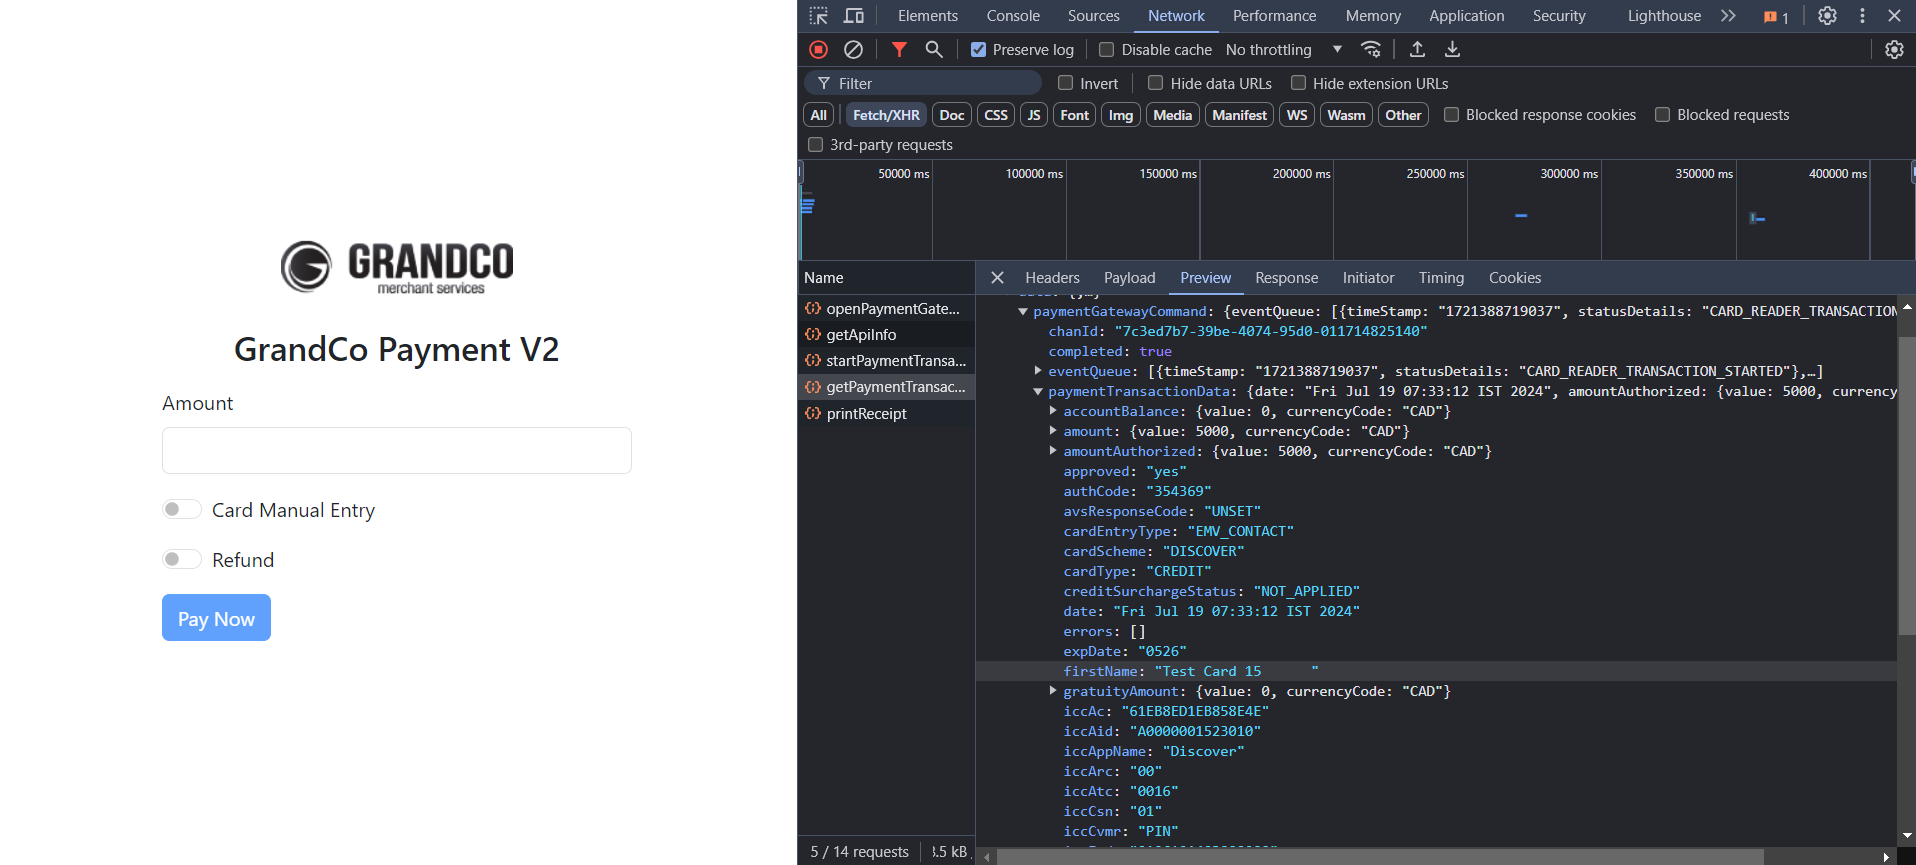 GRANDCO
merchant services
GrandCo Payment V2
Amount
Card Manual Entry
Refund
Pay Now
Elements Console Sources Network Performance Memory Application Security Lighthouse 1
Preserve log Disable cache No throttling
Filter Invert Hide data URLs Hide extension URLs
All Fetch/XHR Doc CSS JS Font Img Media Manifest WS Wasm Other Blocked response cookies Blocked requests
3rd-party requests
50000 ms 100000 ms 150000 ms 200000 ms 250000 ms 300000 ms 350000 ms 400000 ms
Name
openPaymentGate...
getApiInfo
startPaymentTransa...
getPaymentTransac...
printReceipt
5 / 14 requests 3.5 kB
Headers Payload Preview Response Initiator Timing Cookies
paymentGatewayCommand: {eventQueue: [{timeStamp: "1721388719037", statusDetails: "CARD_READER_TRANSACTION
chanId: "7c3ed7b7-39be-4074-95d0-011714825140"
completed: true
eventQueue: [{timeStamp: "1721388719037", statusDetails: "CARD_READER_TRANSACTION_STARTED"},…]
paymentTransactionData: {date: "Fri Jul 19 07:33:12 IST 2024", amountAuthorized: {value: 5000, currency
accountBalance: {value: 0, currencyCode: "CAD"}
amount: {value: 5000, currencyCode: "CAD"}
amountAuthorized: {value: 5000, currencyCode: "CAD"}
approved: "yes"
authCode: "354369"
avsResponseCode: "UNSET"
cardEntryType: "EMV_CONTACT"
cardScheme: "DISCOVER"
cardType: "CREDIT"
creditSurchargeStatus: "NOT_APPLIED"
date: "Fri Jul 19 07:33:12 IST 2024"
errors: []
expDate: "0526"
firstName: "Test Card 15      "
gratuityAmount: {value: 0, currencyCode: "CAD"}
iccAc: "61EB8ED1EB858E4E"
iccAid: "A0000001523010"
iccAppName: "Discover"
iccArc: "00"
iccAtc: "0016"
iccCsn: "01"
iccCvmr: "PIN"